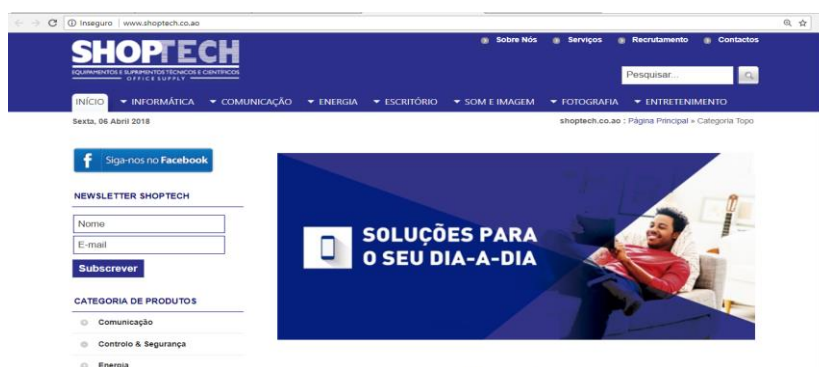 Inseguro | www.shoptech.co.ao
Sobre Nós Serviços Recrutamento Contactos
SHOPTECH
EQUIPAMENTOS E SUPRIMENTOS TÉCNICOS E CIENTÍFICOS
OFFICE SUPPLY
Pesquisar...
INÍCIO INFORMÁTICA COMUNICAÇÃO ENERGIA ESCRITÓRIO SOM E IMAGEM FOTOGRAFIA ENTRETENIMENTO
Sexta, 06 Abril 2018
shoptech.co.ao : Página Principal » Categoria Topo
f Siga-nos no Facebook
NEWSLETTER SHOPTECH
Nome
E-mail
Subscrever
SOLUÇÕES PARA
O SEU DIA-A-DIA
CATEGORIA DE PRODUTOS
Comunicação
Controlo & Segurança
Energia